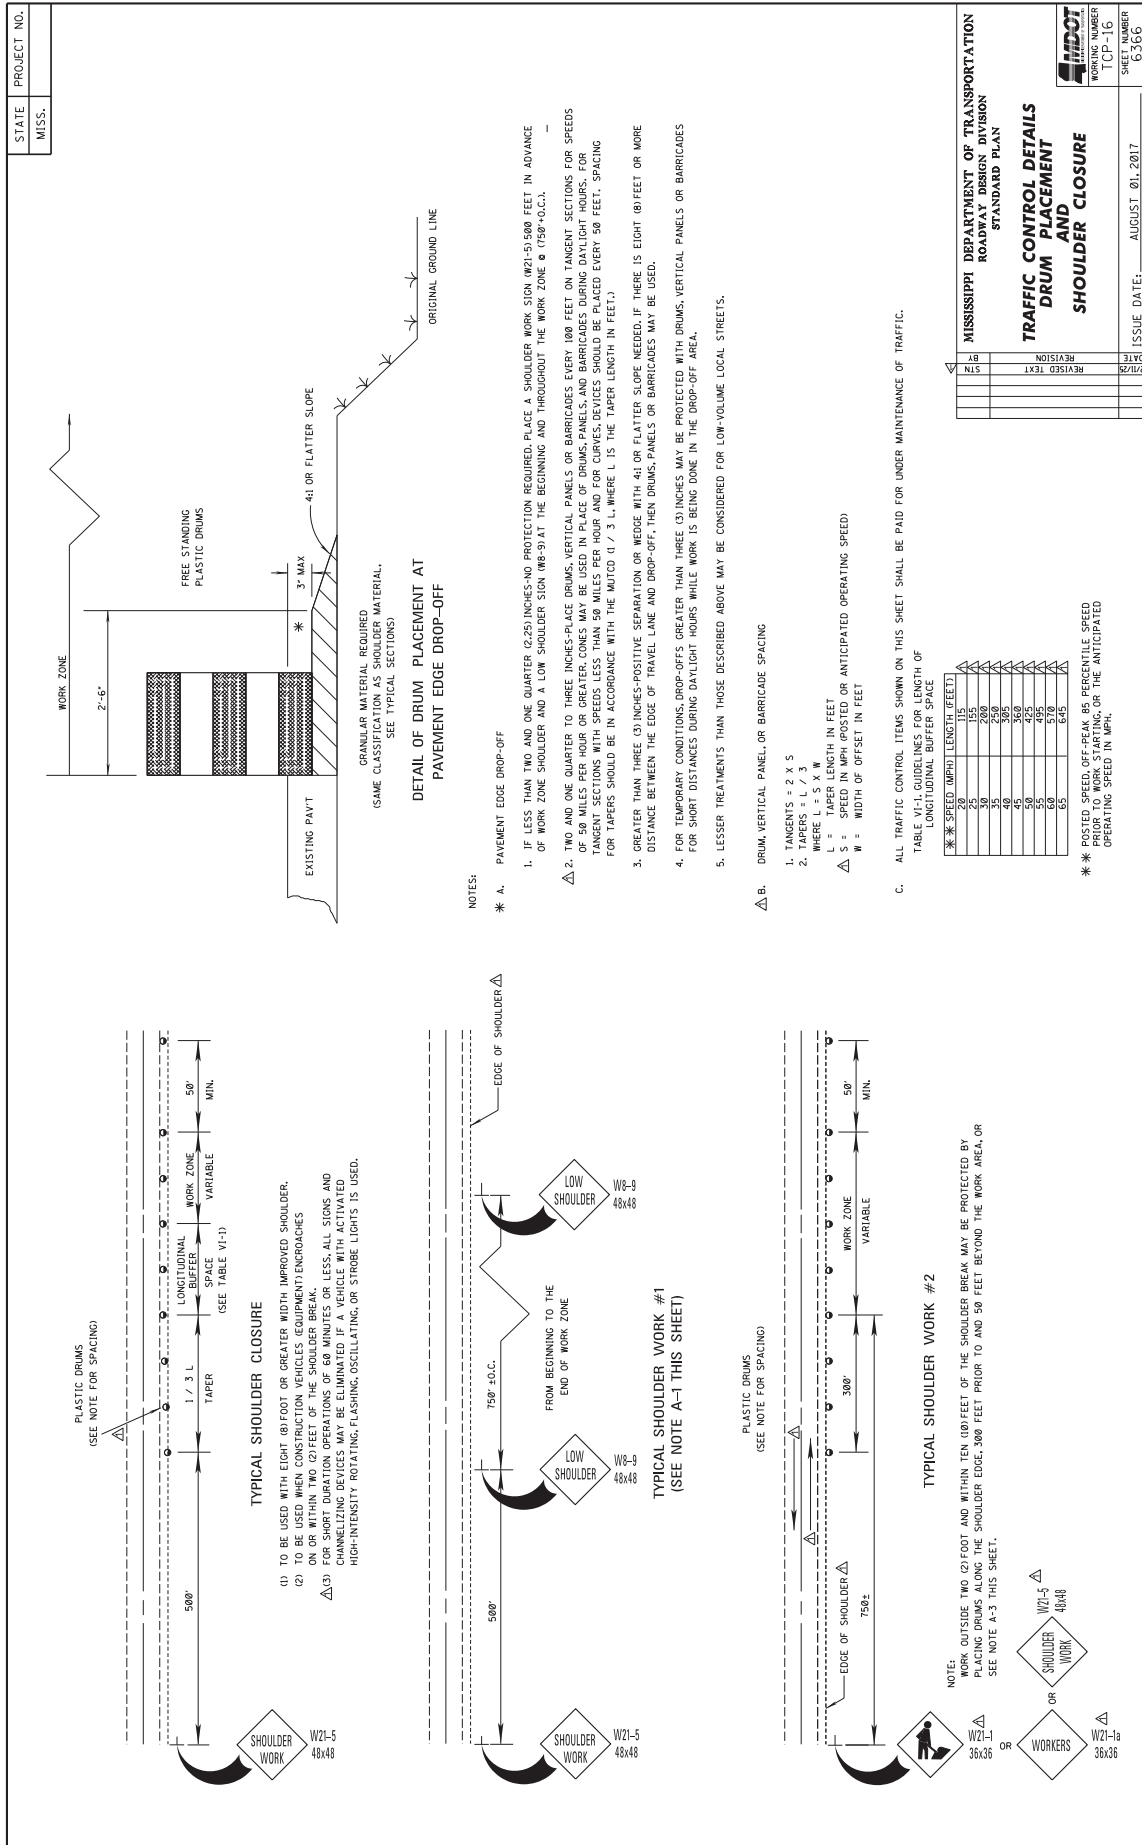 STATE PROJECT NO.
MISS.
PLASTIC DRUMS
(SEE NOTE FOR SPACING)
500'
1 / 3 L
TAPER
LONGITUDINAL
BUFFER
SPACE
(SEE TABLE VI-1)
WORK ZONE
VARIABLE
50'
MIN.
SHOULDER
WORK
W21-5
48x48
TYPICAL SHOULDER CLOSURE
(1) TO BE USED WITH EIGHT (8) FOOT OR GREATER WIDTH IMPROVED SHOULDER.
(2) TO BE USED WHEN CONSTRUCTION VEHICLES (EQUIPMENT) ENCROACHES
ON OR WITHIN TWO (2) FEET OF THE SHOULDER BREAK.
(3) FOR SHORT DURATION OPERATIONS OF 60 MINUTES OR LESS, ALL SIGNS AND
CHANNELIZING DEVICES MAY BE ELIMINATED IF A VEHICLE WITH ACTIVATED
HIGH-INTENSITY ROTATING, FLASHING, OSCILLATING, OR STROBE LIGHTS IS USED.
EDGE OF SHOULDER
500'
750' ±O.C.
FROM BEGINNING TO THE
END OF WORK ZONE
SHOULDER
WORK
W21-5
48x48
LOW
SHOULDER
W8-9
48x48
LOW
SHOULDER
W8-9
48x48
TYPICAL SHOULDER WORK #1
(SEE NOTE A-1 THIS SHEET)
PLASTIC DRUMS
(SEE NOTE FOR SPACING)
EDGE OF SHOULDER
750±
300'
WORK ZONE
VARIABLE
50'
MIN.
TYPICAL SHOULDER WORK #2
W21-1
36x36
OR
WORKERS
W21-1a
36x36
OR
SHOULDER
WORK
W21-5
48x48
NOTE:
WORK OUTSIDE TWO (2) FOOT AND WITHIN TEN (10) FEET OF THE SHOULDER BREAK MAY BE PROTECTED BY
PLACING DRUMS ALONG THE SHOULDER EDGE, 300 FEET PRIOR TO AND 50 FEET BEYOND THE WORK AREA, OR
SEE NOTE A-3 THIS SHEET.
WORK ZONE
2'-6"
FREE STANDING
PLASTIC DRUMS
3" MAX
*
4:1 OR FLATTER SLOPE
EXISTING PAV'T
ORIGINAL GROUND LINE
GRANULAR MATERIAL REQUIRED
(SAME CLASSIFICATION AS SHOULDER MATERIAL,
SEE TYPICAL SECTIONS)
DETAIL OF DRUM PLACEMENT AT
PAVEMENT EDGE DROP-OFF
NOTES:
* A. PAVEMENT EDGE DROP-OFF
1. IF LESS THAN TWO AND ONE QUARTER (2.25) INCHES-NO PROTECTION REQUIRED. PLACE A SHOULDER WORK SIGN (W21-5) 500 FEET IN ADVANCE
OF WORK ZONE SHOULDER AND A LOW SHOULDER SIGN (W8-9) AT THE BEGINNING AND THROUGHOUT THE WORK ZONE @ (750'+O.C.).
2. TWO AND ONE QUARTER TO THREE INCHES-PLACE DRUMS, VERTICAL PANELS OR BARRICADES EVERY 100 FEET ON TANGENT SECTIONS FOR SPEEDS
OF 50 MILES PER HOUR OR GREATER. CONES MAY BE USED IN PLACE OF DRUMS, PANELS, AND BARRICADES DURING DAYLIGHT HOURS. FOR
TANGENT SECTIONS WITH SPEEDS LESS THAN 50 MILES PER HOUR AND FOR CURVES, DEVICES SHOULD BE PLACED EVERY 50 FEET. SPACING
FOR TAPERS SHOULD BE IN ACCORDANCE WITH THE MUTCD (1 / 3 L, WHERE L IS THE TAPER LENGTH IN FEET.)
3. GREATER THAN THREE (3) INCHES-POSITIVE SEPARATION OR WEDGE WITH 4:1 OR FLATTER SLOPE NEEDED. IF THERE IS EIGHT (8) FEET OR MORE
DISTANCE BETWEEN THE EDGE OF TRAVEL LANE AND DROP-OFF, THEN DRUMS, PANELS OR BARRICADES MAY BE USED.
4. FOR TEMPORARY CONDITIONS, DROP-OFFS GREATER THAN THREE (3) INCHES MAY BE PROTECTED WITH DRUMS, VERTICAL PANELS OR BARRICADES
FOR SHORT DISTANCES DURING DAYLIGHT HOURS WHILE WORK IS BEING DONE IN THE DROP-OFF AREA.
5. LESSER TREATMENTS THAN THOSE DESCRIBED ABOVE MAY BE CONSIDERED FOR LOW-VOLUME LOCAL STREETS.
B. DRUM, VERTICAL PANEL, OR BARRICADE SPACING
1. TANGENTS = 2 X S
2. TAPERS = L / 3
WHERE L = S X W
L = TAPER LENGTH IN FEET
S = SPEED IN MPH (POSTED OR ANTICIPATED OPERATING SPEED)
W = WIDTH OF OFFSET IN FEET
C. ALL TRAFFIC CONTROL ITEMS SHOWN ON THIS SHEET SHALL BE PAID FOR UNDER MAINTENANCE OF TRAFFIC.
TABLE VI-1. GUIDELINES FOR LENGTH OF
LONGITUDINAL BUFFER SPACE
** SPEED (MPH) LENGTH (FEET)
20 115
25 155
30 200
35 250
40 305
45 360
50 425
55 495
60 570
65 645
** POSTED SPEED, OFF-PEAK 85 PERCENTILE SPEED
PRIOR TO WORK STARTING, OR THE ANTICIPATED
OPERATING SPEED IN MPH.
STN
BY
REVISED TEXT
REVISION
DATE
MISSISSIPPI DEPARTMENT OF TRANSPORTATION
ROADWAY DESIGN DIVISION
STANDARD PLAN
TRAFFIC CONTROL DETAILS
DRUM PLACEMENT
AND
SHOULDER CLOSURE
MDOT
WORKING NUMBER
TCP-16
SHEET NUMBER
6366
ISSUE DATE: AUGUST 01, 2017